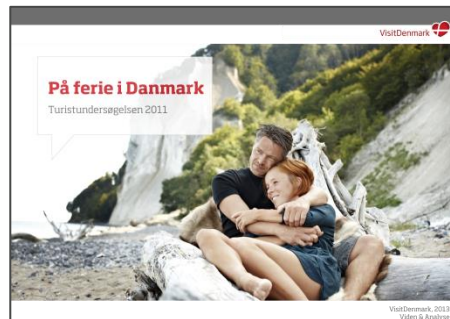 VisitDenmark
På ferie i Danmark
Turistundersøgelsen 2011
VisitDenmark, 2013
Viden & Analyse